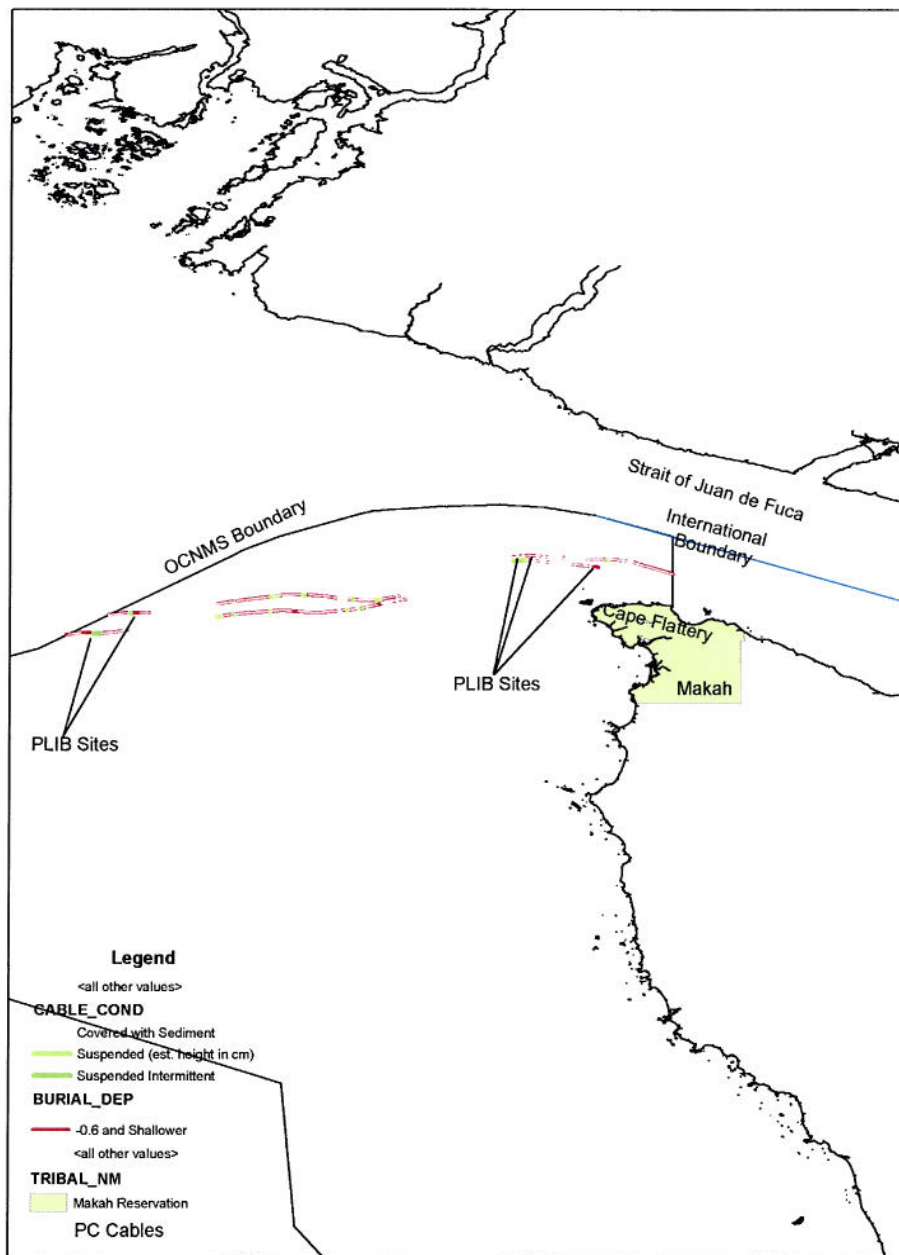 Strait of Juan de Fuca
OCNMS Boundary
International
Boundary
Cape Flattery
PLIB Sites
Makah
PLIB Sites
Legend
<all other values>
CABLE_COND
Covered with Sediment
Suspended (est. height in cm)
Suspended Intermittent
BURIAL_DEP
-0.6 and Shallower
<all other values>
TRIBAL_NM
Makah Reservation
PC Cables